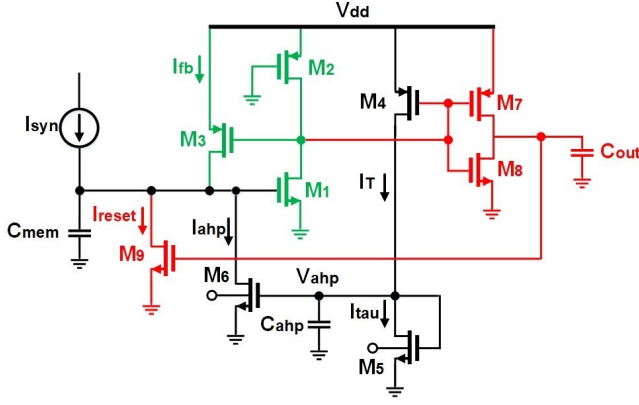 Vdd
Ifb
M2
M4
M7
Isyn
M3
M8
Cout
M1
IT
Ireset
Iahp
Cmem
M9
M6
Vahp
Cahp
Itau
M5